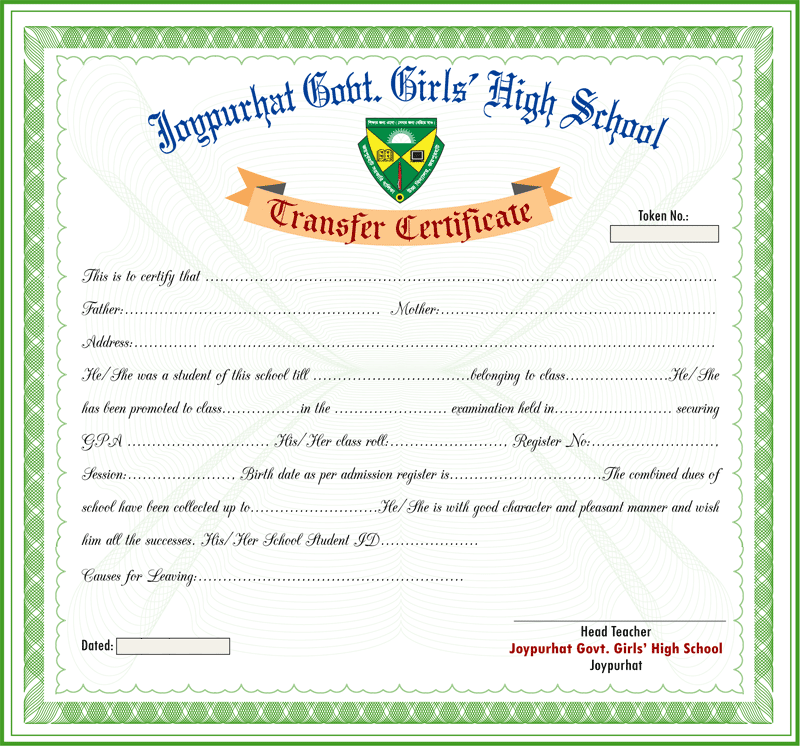 Joypurhat Govt. Girls' High School
Transfer Certificate
Token No.:
This is to certify that ....................................................................................................
Father:........................................................ Mother:......................................................
Address:............. .....................................................................................................
He/She was a student of this school till ...............................belonging to class.....................He/She
has been promoted to class................in the ....................... examination held in........................ securing
GPA ............................. His/Her class roll:........................ Register No:.........................
Session:...................... Birth date as per admission register is...............................The combined dues of
school have been collected up to..........................He/She is with good character and pleasant manner and wish
him all the successes. His/Her School Student ID....................
Causes for Leaving:.....................................................
Dated:
Head Teacher
Joypurhat Govt. Girls' High School
Joypurhat